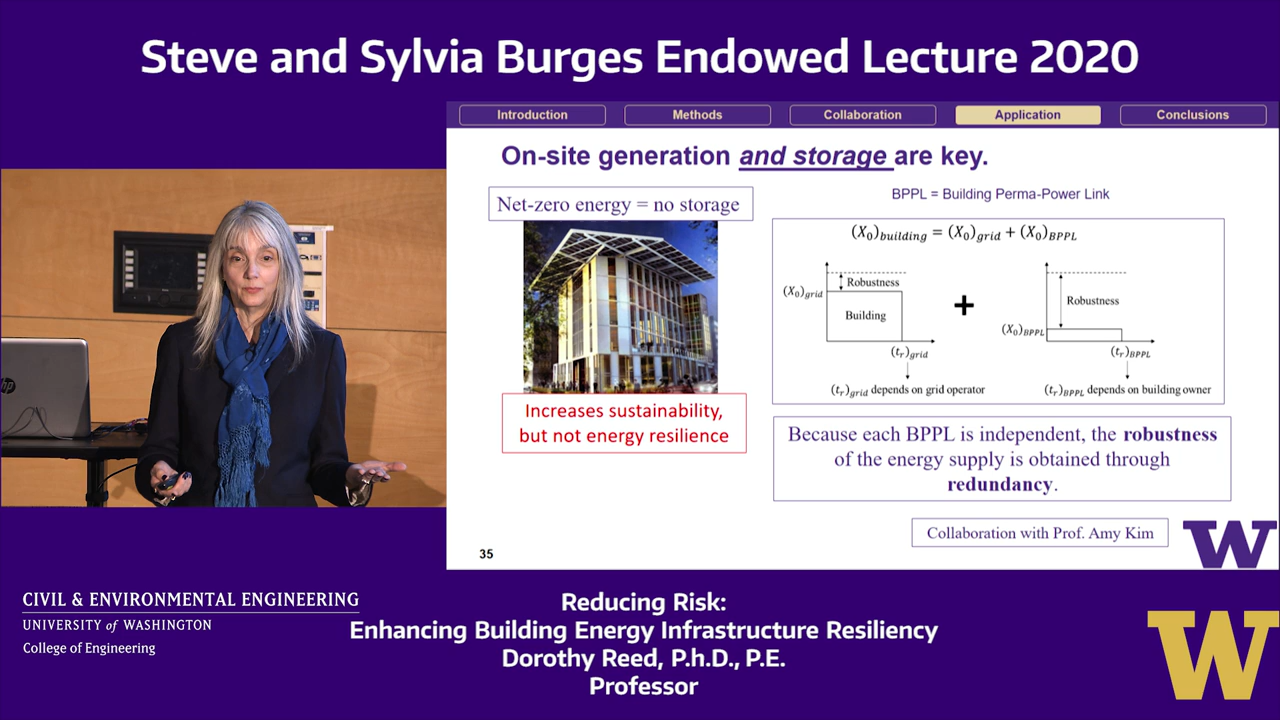 Steve and Sylvia Burges Endowed Lecture 2020
Introduction
Methods
Collaboration
Application
Conclusions
On-site generation and storage are key.
Net-zero energy = no storage
Increases sustainability,
but not energy resilience
BPPL = Building Perma-Power Link
(X₀)building = (X₀)grid + (X₀)BPPL
(X₀)grid
Robustness
Building
(tᵣ)grid
(tᵣ)grid depends on grid operator
+
(X₀)BPPL
Robustness
(tᵣ)BPPL
(tᵣ)BPPL depends on building owner
Because each BPPL is independent, the robustness
of the energy supply is obtained through
redundancy.
Collaboration with Prof. Amy Kim
W
35
hp
CIVIL & ENVIRONMENTAL ENGINEERING
UNIVERSITY of WASHINGTON
College of Engineering
Reducing Risk:
Enhancing Building Energy Infrastructure Resiliency
Dorothy Reed, P.h.D., P.E.
Professor
W